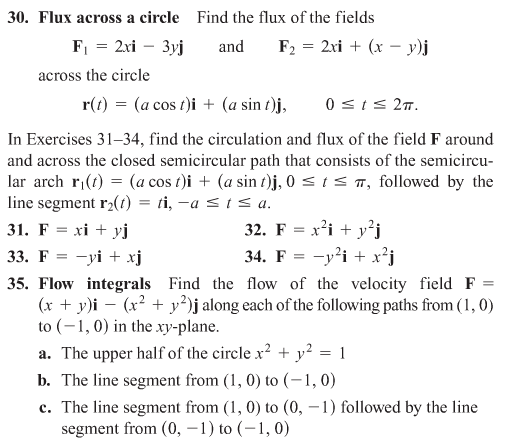 30. Flux across a circle Find the flux of the fields
F₁ = 2xi − 3yj and F₂ = 2xi + (x − y)j
across the circle
r(t) = (a cos t)i + (a sin t)j, 0 ≤ t ≤ 2π.
In Exercises 31–34, find the circulation and flux of the field F around
and across the closed semicircular path that consists of the semicircu-
lar arch r₁(t) = (a cos t)i + (a sin t)j, 0 ≤ t ≤ π, followed by the
line segment r₂(t) = ti, −a ≤ t ≤ a.
31. F = xi + yj 32. F = x²i + y²j
33. F = −yi + xj 34. F = −y²i + x²j
35. Flow integrals Find the flow of the velocity field F =
(x + y)i − (x² + y²)j along each of the following paths from (1, 0)
to (−1, 0) in the xy-plane.
a. The upper half of the circle x² + y² = 1
b. The line segment from (1, 0) to (−1, 0)
c. The line segment from (1, 0) to (0, −1) followed by the line
segment from (0, −1) to (−1, 0)